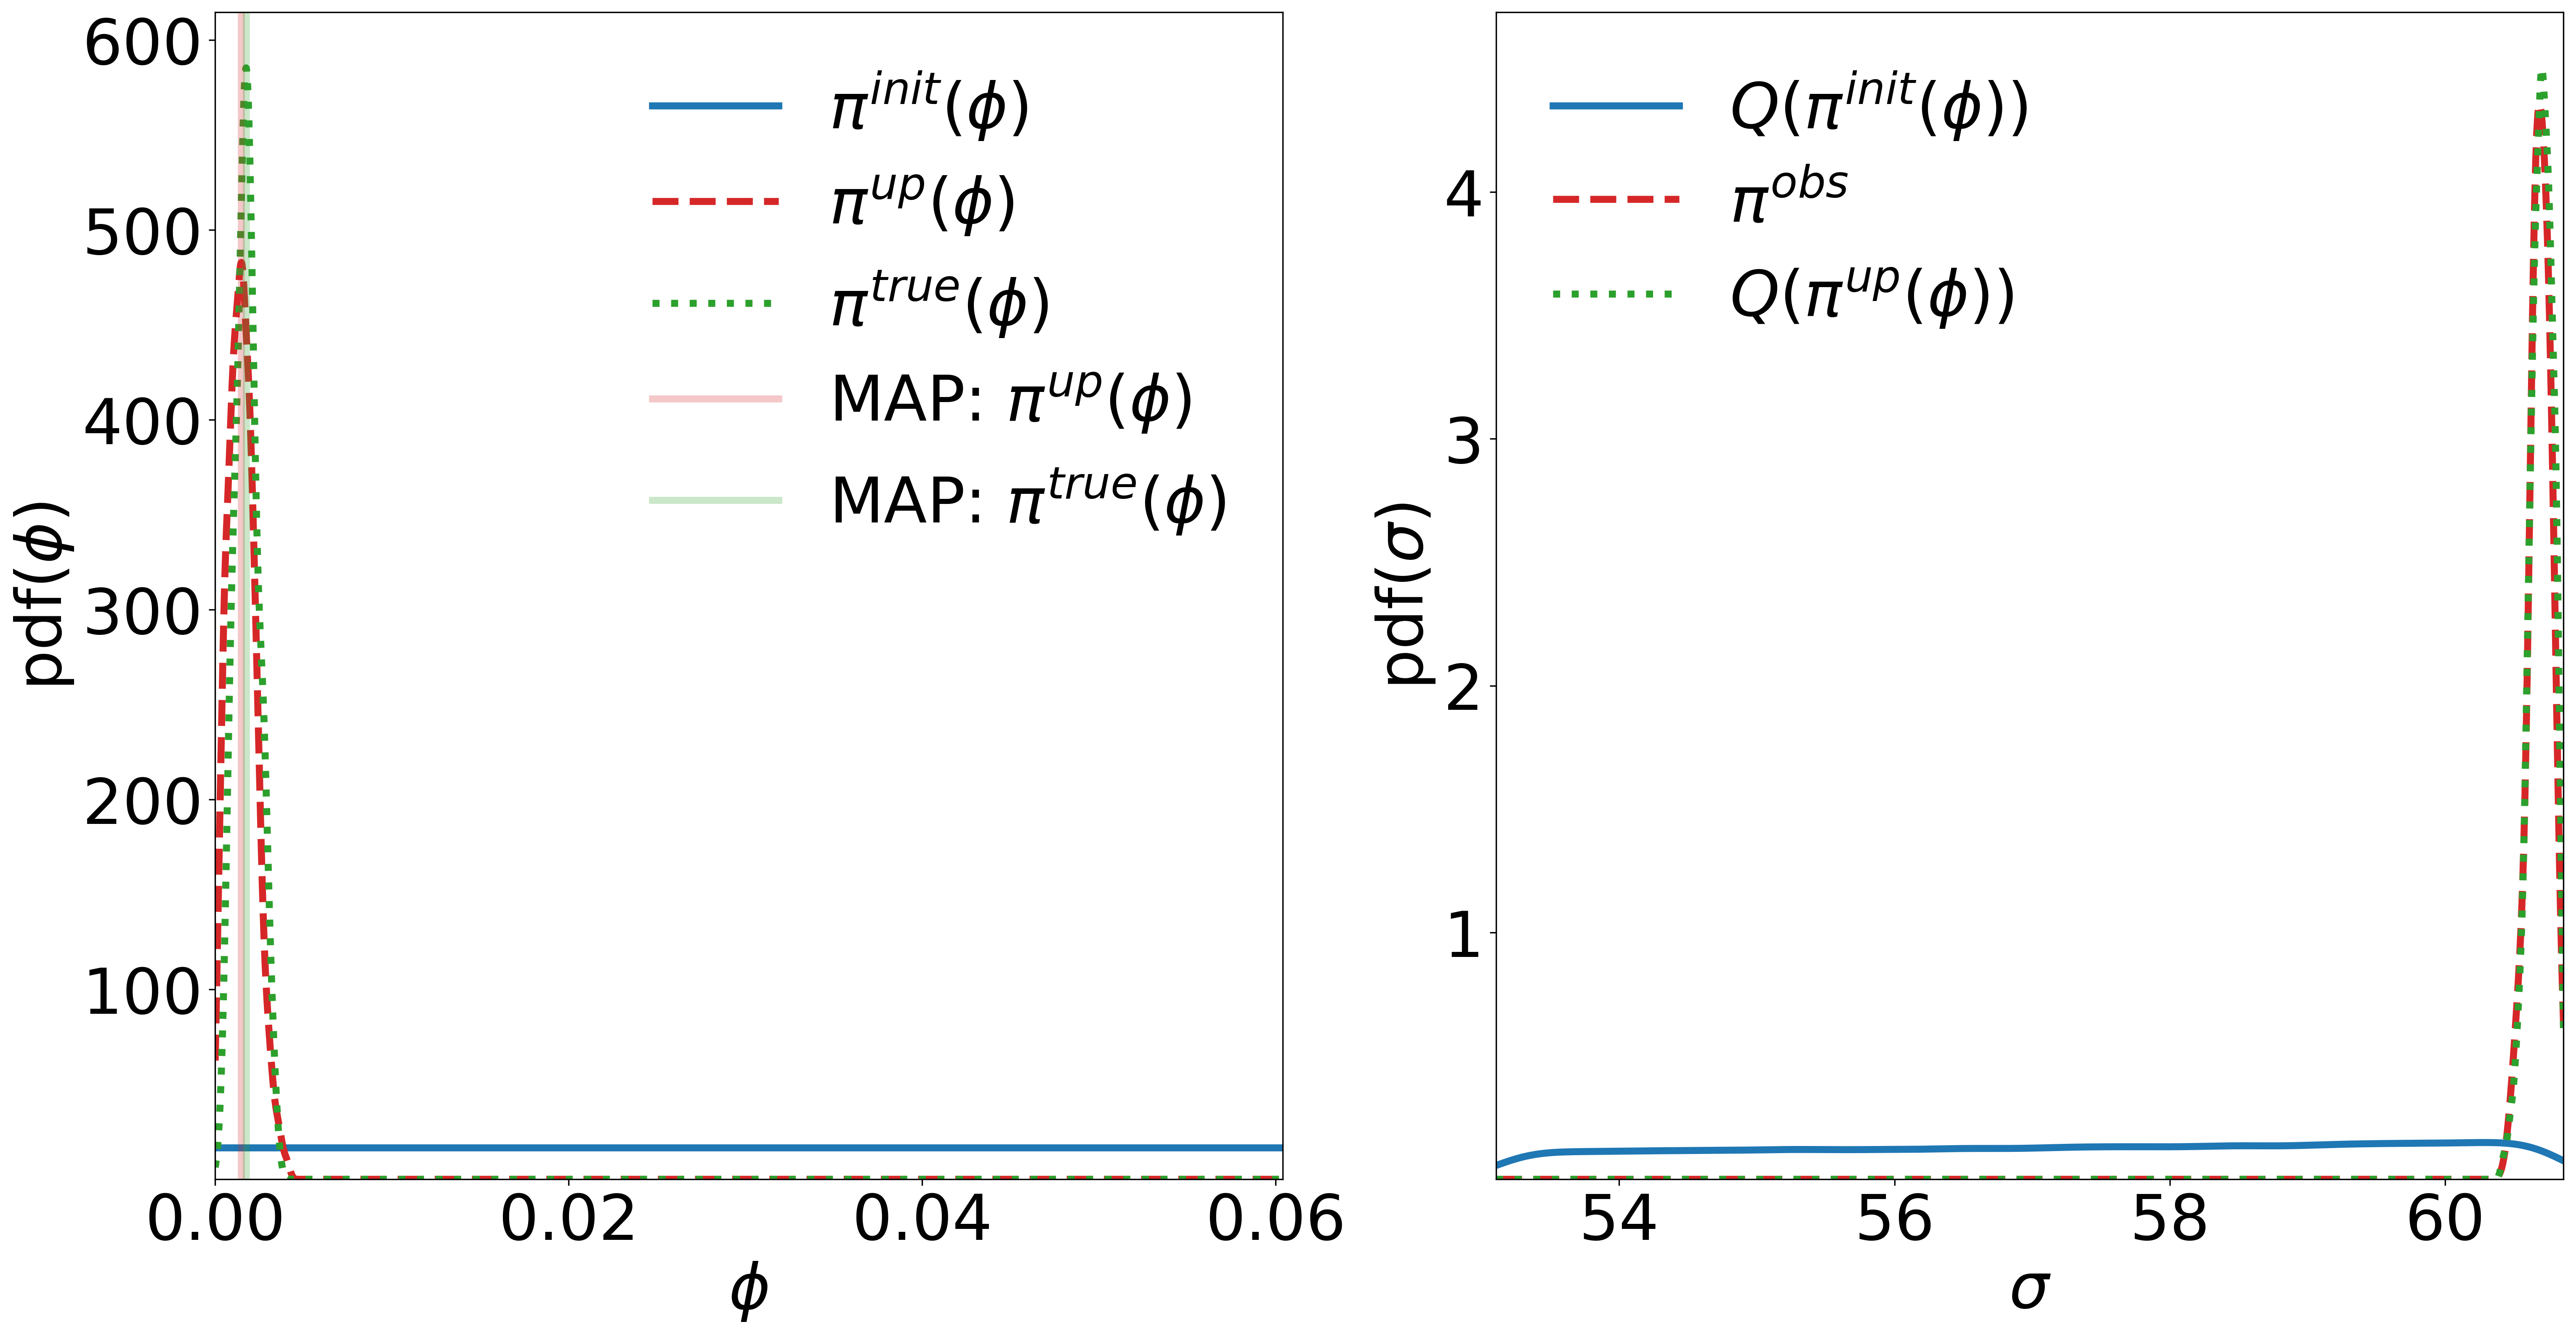 600
500
400
300
200
100
pdf(ϕ)
π^{init}(ϕ)
π^{up}(ϕ)
π^{true}(ϕ)
MAP: π^{up}(ϕ)
MAP: π^{true}(ϕ)
0.00 0.02 0.04 0.06
ϕ
4
3
2
1
pdf(σ)
Q(π^{init}(ϕ))
π^{obs}
Q(π^{up}(ϕ))
54 56 58 60
σ